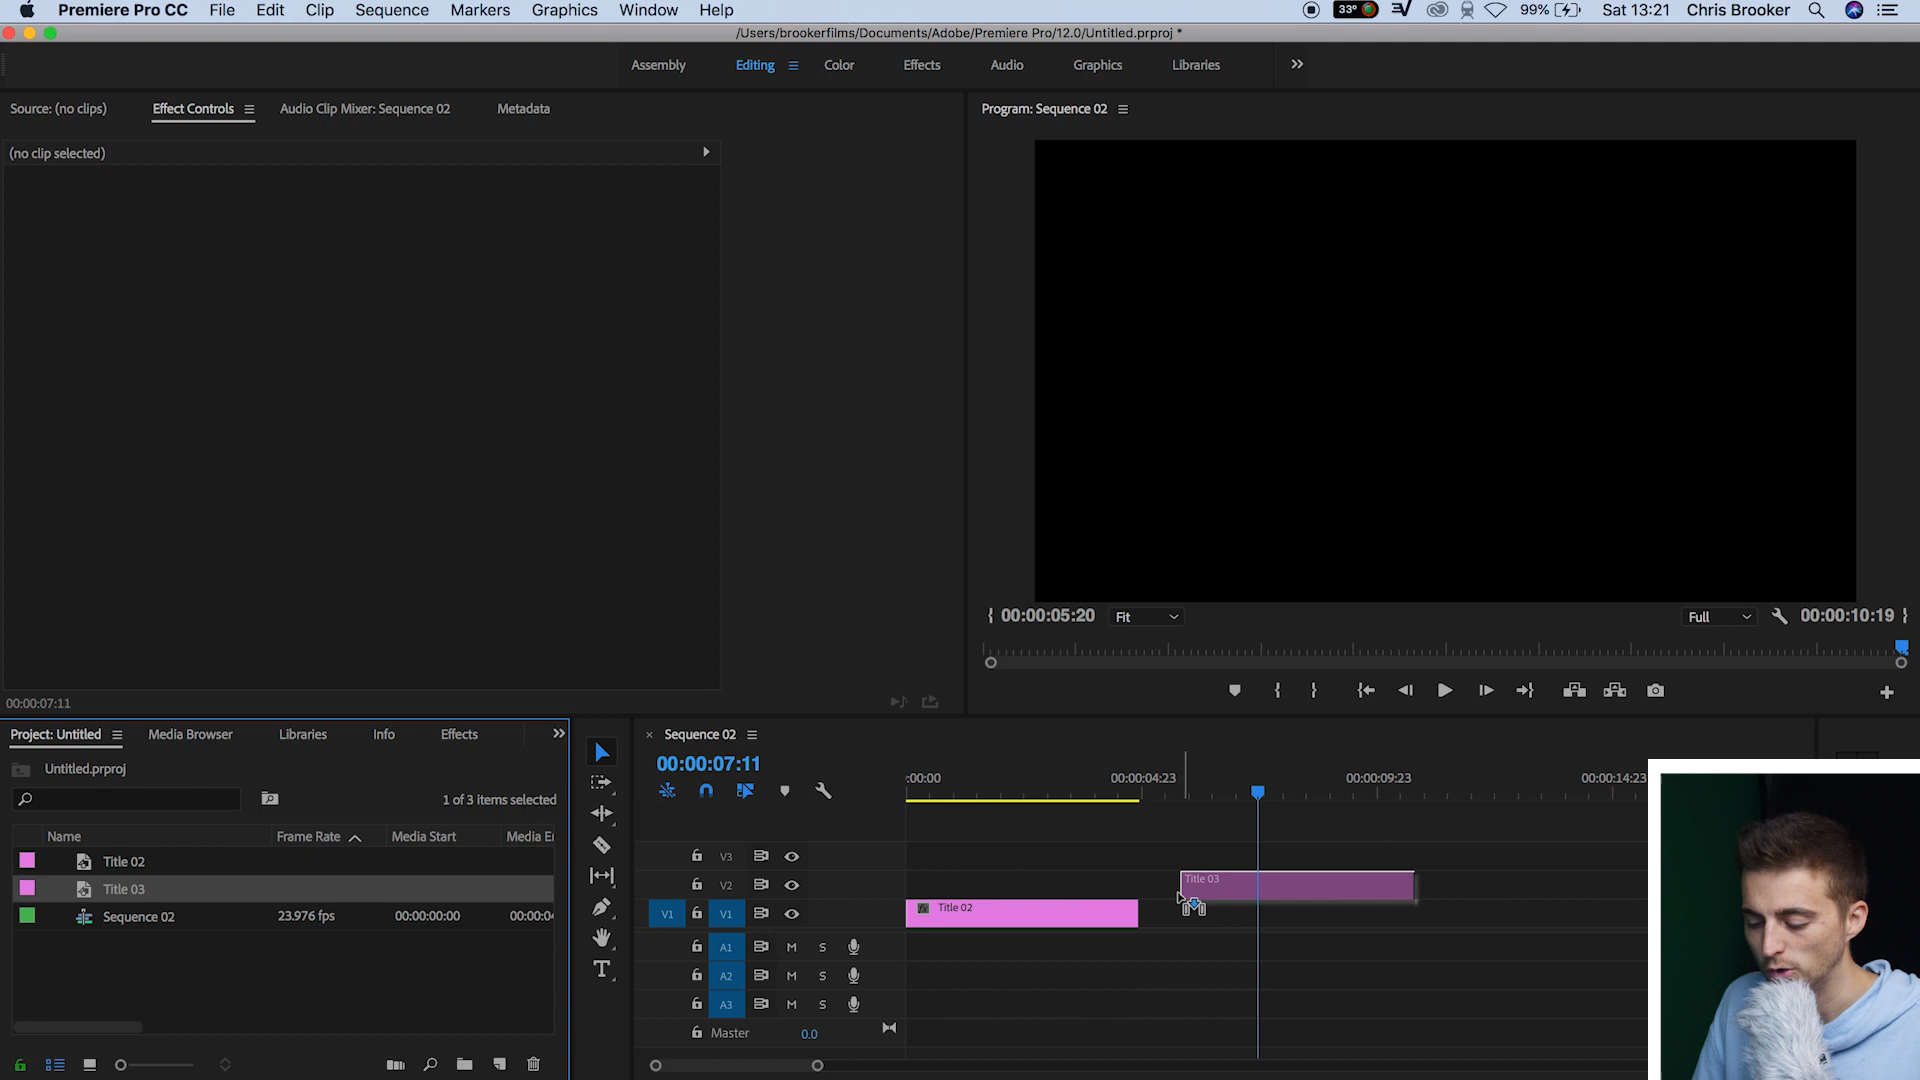 Premiere Pro CC File Edit Clip Sequence Markers Graphics Window Help 33° 99% Sat 13:21 Chris Brooker
/Users/brookerfilms/Documents/Adobe/Premiere Pro/12.0/Untitled.prproj *
Assembly Editing Color Effects Audio Graphics Libraries
Source: (no clips) Effect Controls Audio Clip Mixer: Sequence 02 Metadata
Program: Sequence 02
(no clip selected)
00:00:05:20 Fit Full 00:00:10:19
00:00:07:11
Project: Untitled Media Browser Libraries Info Effects
Untitled.prproj
1 of 3 items selected
Name Frame Rate Media Start Media En
Title 02
Title 03
Sequence 02 23.976 fps 00:00:00:00 00:00:04
Sequence 02
00:00:07:11
:00:00 00:00:04:23 00:00:09:23 00:00:14:23
V3
V2 Title 03
V1 V1 Title 02
A1 M S
A2 M S
A3 M S
Master 0.0